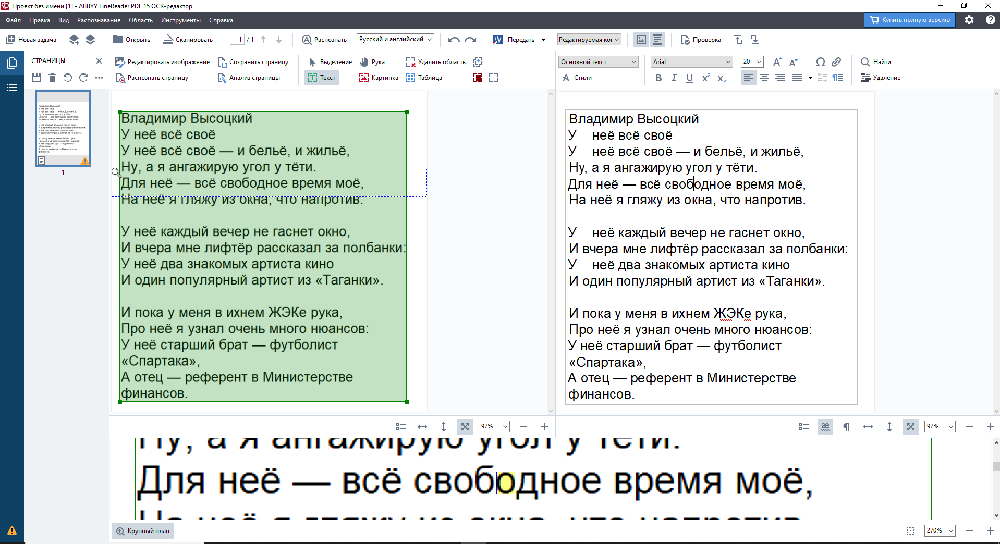 Проект без имени [1] - ABBYY FineReader PDF 15 OCR-редактор
Файл Правка Вид Распознавание Область Инструменты Справка Купить полную версию
Новая задача Открыть Сканировать 1 / 1 Распознать Русский и английский Передать Редактируемая ког Проверка
СТРАНИЦЫ
Редактировать изображение Сохранить страницу Выделение Рука Удалить область
Распознать страницу Анализ страницы Текст Картинка Таблица
Основной текст Arial 20 Найти
Стили B I U x² x₂ Удаление
1
Владимир Высоцкий
У неё всё своё
У неё всё своё — и бельё, и жильё,
Ну, а я ангажирую угол у тёти.
Для неё — всё свободное время моё,
На неё я гляжу из окна, что напротив.
У неё каждый вечер не гаснет окно,
И вчера мне лифтёр рассказал за полбанки:
У неё два знакомых артиста кино
И один популярный артист из «Таганки».
И пока у меня в ихнем ЖЭКе рука,
Про неё я узнал очень много нюансов:
У неё старший брат — футболист
«Спартака»,
А отец — референт в Министерстве
финансов.
Владимир Высоцкий
У неё всё своё
У неё всё своё — и бельё, и жильё,
Ну, а я ангажирую угол у тёти.
Для неё — всё свободное время моё,
На неё я гляжу из окна, что напротив.
У неё каждый вечер не гаснет окно,
И вчера мне лифтёр рассказал за полбанки:
У неё два знакомых артиста кино
И один популярный артист из «Таганки».
И пока у меня в ихнем ЖЭКе рука,
Про неё я узнал очень много нюансов:
У неё старший брат — футболист
«Спартака»,
А отец — референт в Министерстве
финансов.
97%
97%
Ну, а я ангажирую угол у тёти.
Для неё — всё свободное время моё,
На неё я гляжу из окна, что напротив
Крупный план 270%